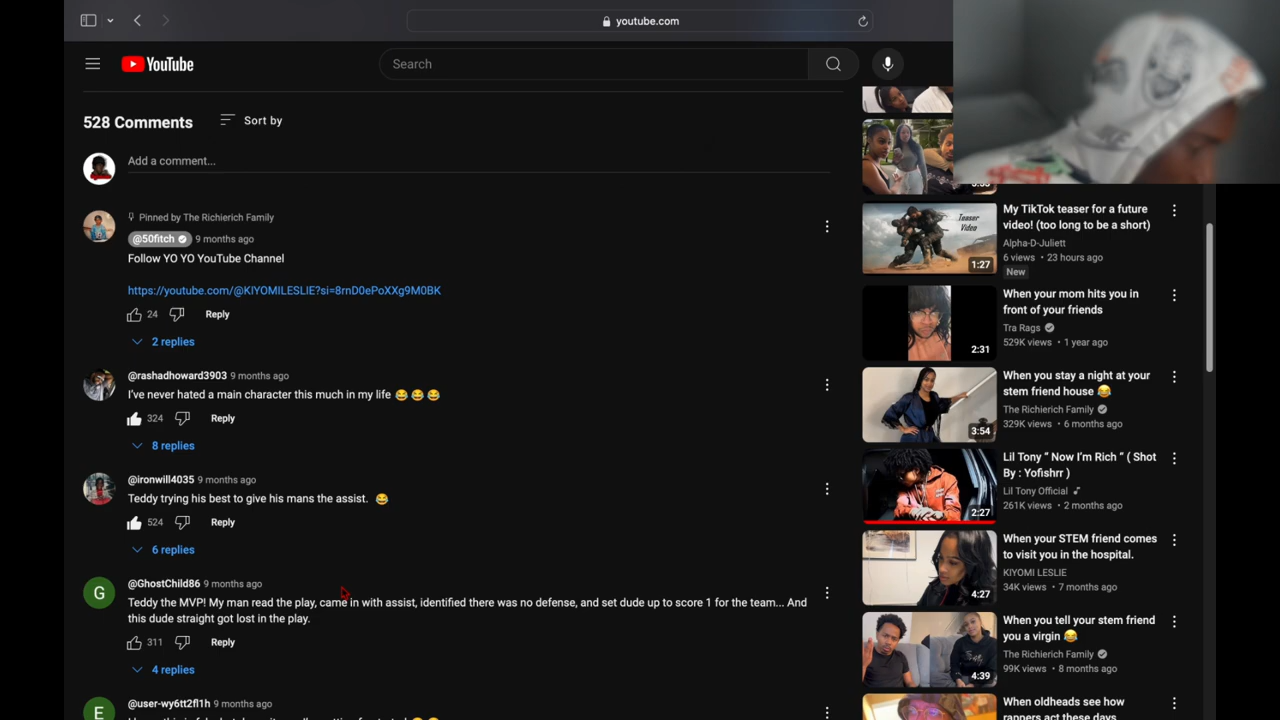 youtube.com
YouTube
Search
528 Comments
Sort by
Add a comment...
Pinned by The Richierich Family
@50fitch 9 months ago
Follow YO YO YouTube Channel
https://youtube.com/@KIYOMILESLIE?si=8rnD0ePoXXg9M0BK
24 Reply
2 replies
@rashadhoward3903 9 months ago
I've never hated a main character this much in my life 😂 😂 😂
324 Reply
8 replies
@ironwill4035 9 months ago
Teddy trying his best to give his mans the assist. 😂
524 Reply
6 replies
G
@GhostChild86 9 months ago
Teddy the MVP! My man read the play, came in with assist, identified there was no defense, and set dude up to score 1 for the team... And
this dude straight got lost in the play.
311 Reply
4 replies
E
@user-wy6tt2fl1h 9 months ago
Teaser
Video
1:27
My TikTok teaser for a future
video! (too long to be a short)
Alpha-D-Juliett
6 views • 23 hours ago
New
2:31
When your mom hits you in
front of your friends
Tra Rags
529K views • 1 year ago
3:54
When you stay a night at your
stem friend house 😂
The Richierich Family
329K views • 6 months ago
2:27
Lil Tony " Now I'm Rich " ( Shot
By : Yofishrr )
Lil Tony Official
261K views • 2 months ago
4:27
When your STEM friend comes
to visit you in the hospital.
KIYOMI LESLIE
34K views • 7 months ago
4:39
When you tell your stem friend
you a virgin 😂
The Richierich Family
99K views • 8 months ago
When oldheads see how
rappers act these days